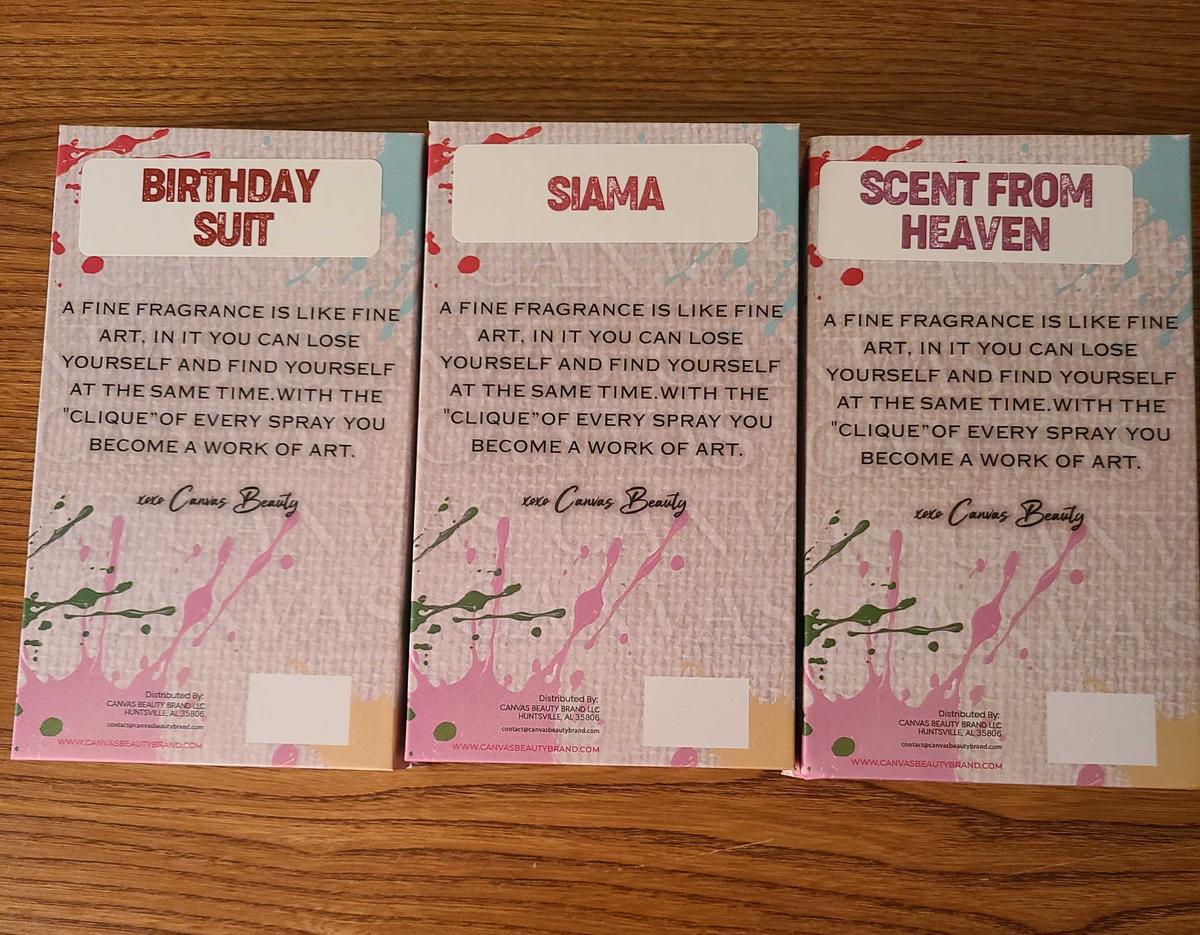 BIRTHDAY
SUIT
A FINE FRAGRANCE IS LIKE FINE
ART, IN IT YOU CAN LOSE
YOURSELF AND FIND YOURSELF
AT THE SAME TIME.WITH THE
"CLIQUE"OF EVERY SPRAY YOU
BECOME A WORK OF ART.
xoxo Canvas Beauty
Distributed By:
CANVAS BEAUTY BRAND LLC
HUNTSVILLE, AL 35806
contact@canvasbeautybrand.com
WWW.CANVASBEAUTYBRAND.COM
SIAMA
A FINE FRAGRANCE IS LIKE FINE
ART, IN IT YOU CAN LOSE
YOURSELF AND FIND YOURSELF
AT THE SAME TIME.WITH THE
"CLIQUE"OF EVERY SPRAY YOU
BECOME A WORK OF ART.
xoxo Canvas Beauty
Distributed By:
CANVAS BEAUTY BRAND LLC
HUNTSVILLE, AL 35806
contact@canvasbeautybrand.com
WWW.CANVASBEAUTYBRAND.COM
SCENT FROM
HEAVEN
A FINE FRAGRANCE IS LIKE FINE
ART, IN IT YOU CAN LOSE
YOURSELF AND FIND YOURSELF
AT THE SAME TIME.WITH THE
"CLIQUE"OF EVERY SPRAY YOU
BECOME A WORK OF ART.
xoxo Canvas Beauty
Distributed By:
CANVAS BEAUTY BRAND LLC
HUNTSVILLE, AL 35806
contact@canvasbeautybrand.com
WWW.CANVASBEAUTYBRAND.COM